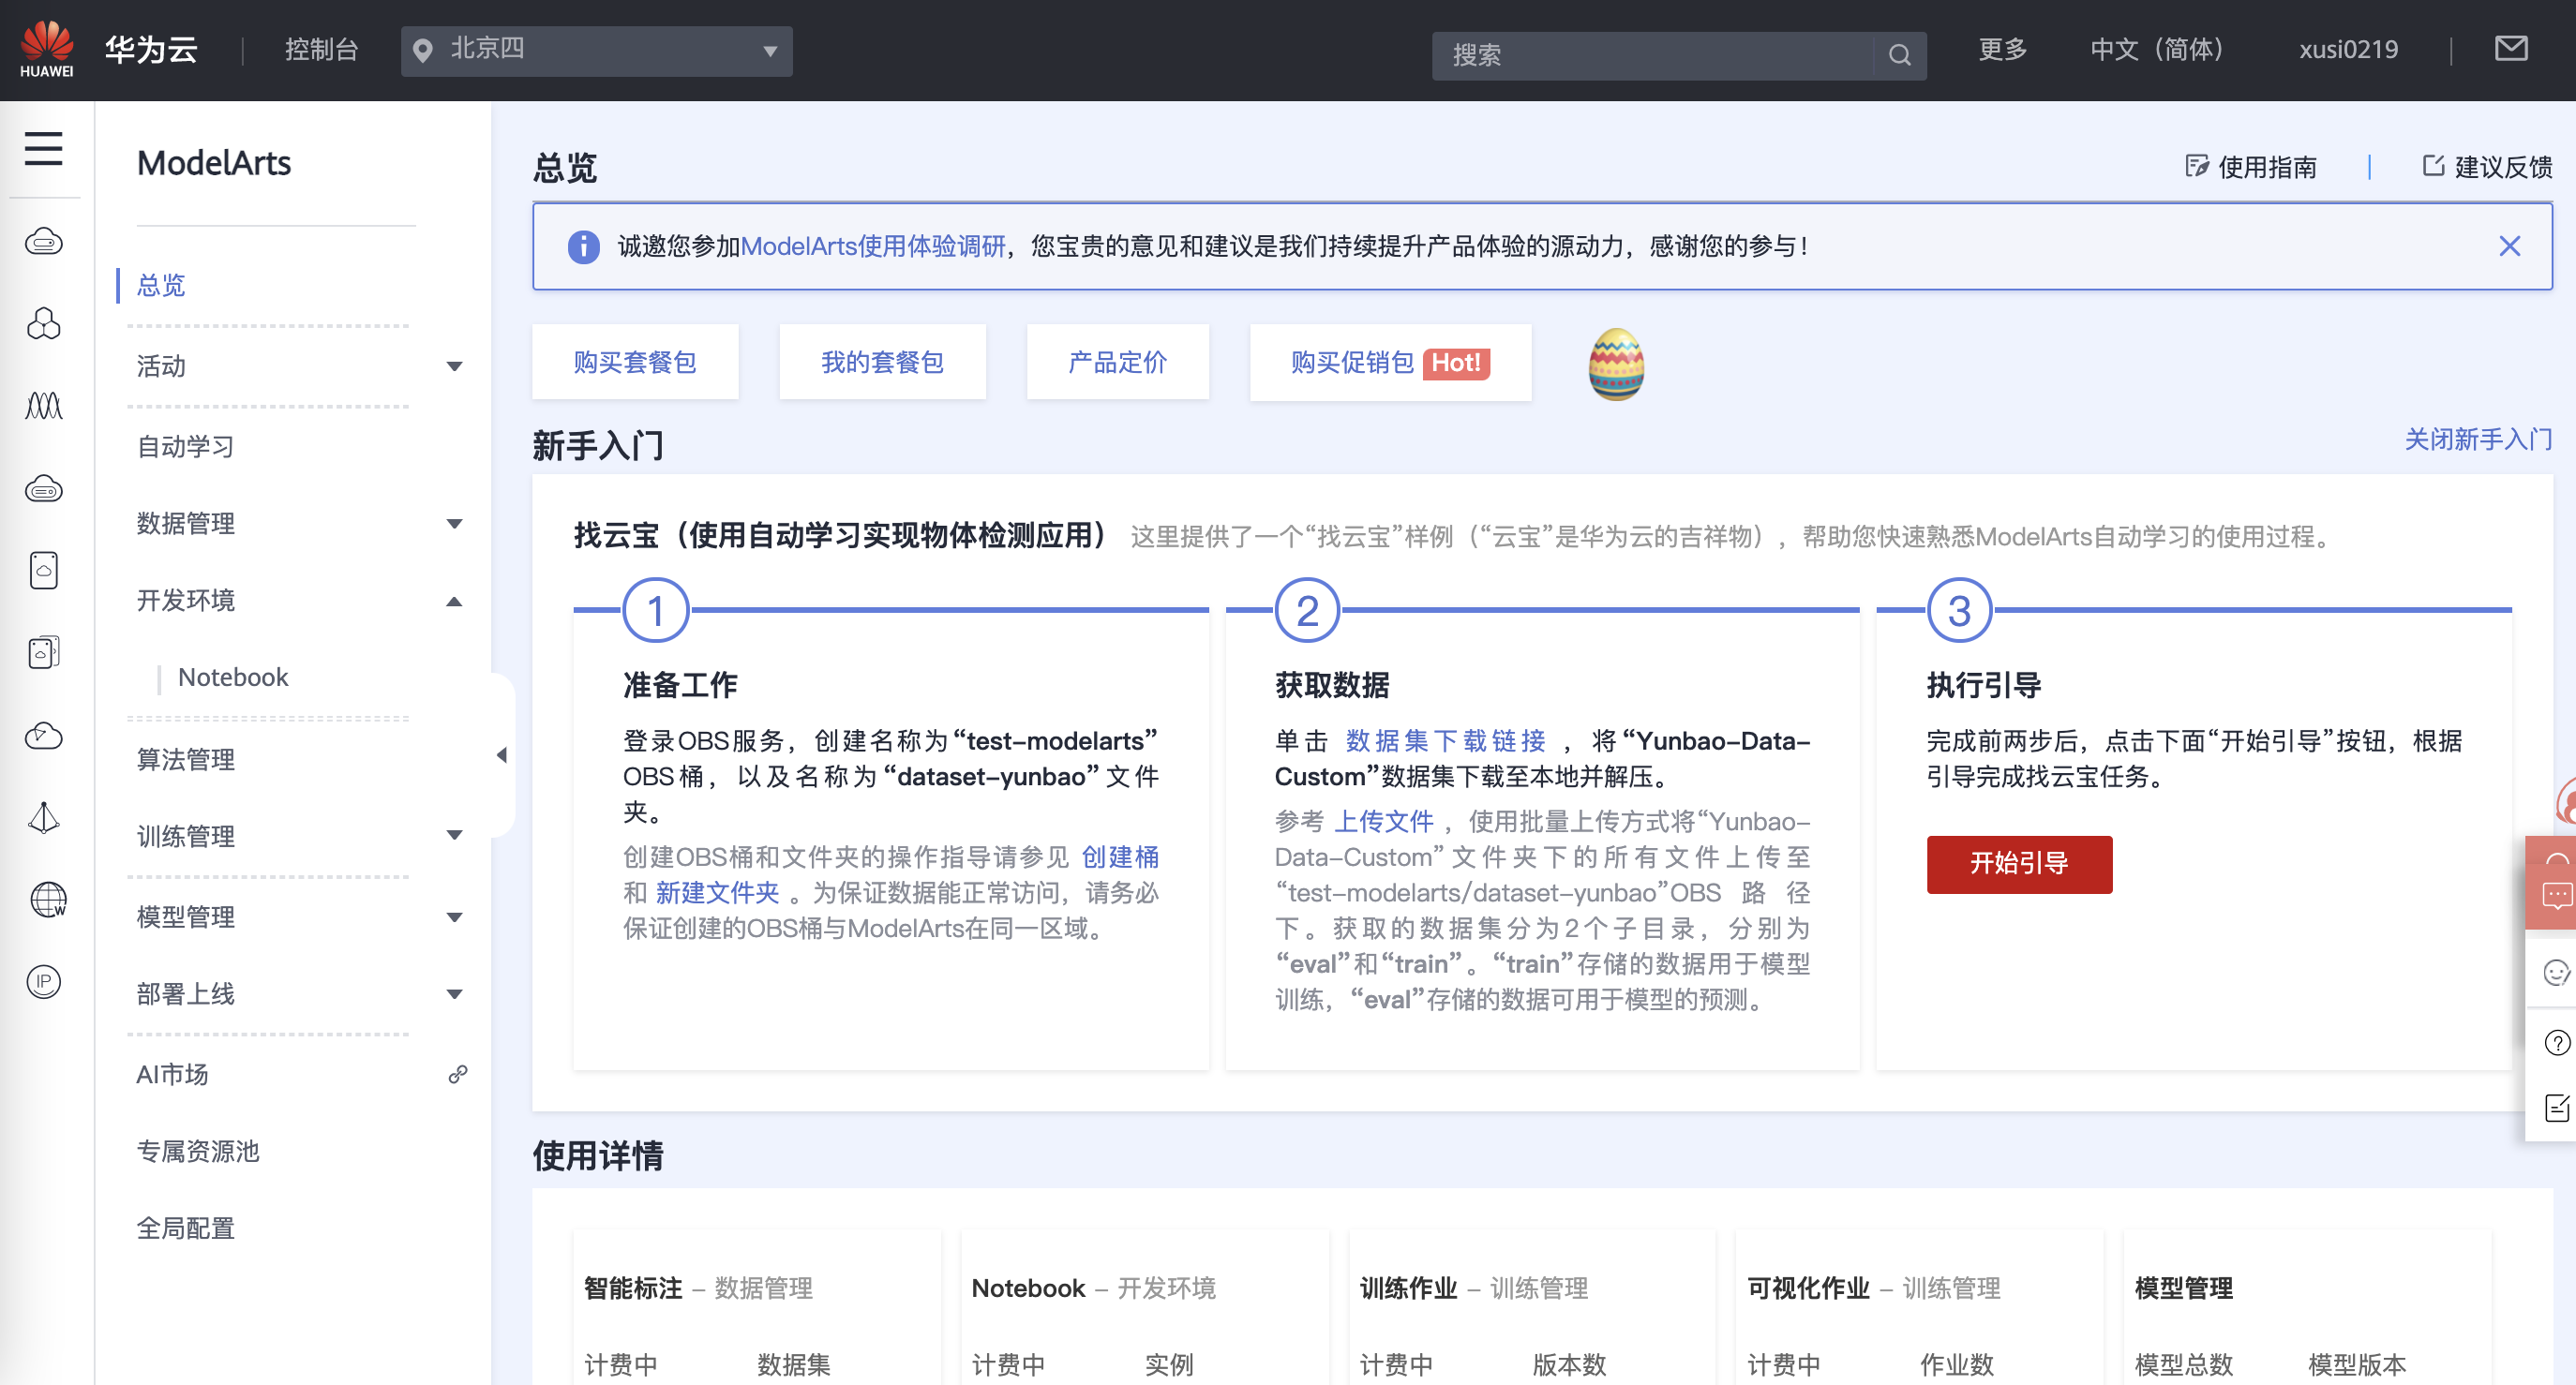 HUAWEI
华为云
控制台
北京四
搜索
更多
中文（简体）
xusi0219
ModelArts
总览
活动
自动学习
数据管理
开发环境
Notebook
算法管理
训练管理
模型管理
部署上线
AI市场
专属资源池
全局配置
IP
W
总览
使用指南
建议反馈
诚邀您参加ModelArts使用体验调研，您宝贵的意见和建议是我们持续提升产品体验的源动力，感谢您的参与！
购买套餐包
我的套餐包
产品定价
购买促销包 Hot!
新手入门
关闭新手入门
找云宝（使用自动学习实现物体检测应用） 这里提供了一个“找云宝”样例（“云宝”是华为云的吉祥物），帮助您快速熟悉ModelArts自动学习的使用过程。
1
准备工作
登录OBS服务，创建名称为“test-modelarts”
OBS桶，以及名称为“dataset-yunbao”文件
夹。
创建OBS桶和文件夹的操作指导请参见 创建桶
和 新建文件夹 。为保证数据能正常访问，请务必
保证创建的OBS桶与ModelArts在同一区域。
2
获取数据
单击 数据集下载链接 ，将“Yunbao-Data-
Custom”数据集下载至本地并解压。
参考 上传文件 ，使用批量上传方式将“Yunbao-
Data-Custom”文件夹下的所有文件上传至
“test-modelarts/dataset-yunbao”OBS路径
下。获取的数据集分为2个子目录，分别为
“eval”和“train”。“train”存储的数据用于模型
训练，“eval”存储的数据可用于模型的预测。
3
执行引导
完成前两步后，点击下面“开始引导”按钮，根据
引导完成找云宝任务。
开始引导
使用详情
智能标注 – 数据管理
计费中 数据集
Notebook – 开发环境
计费中 实例
训练作业 – 训练管理
计费中 版本数
可视化作业 – 训练管理
计费中 作业数
模型管理
模型总数 模型版本